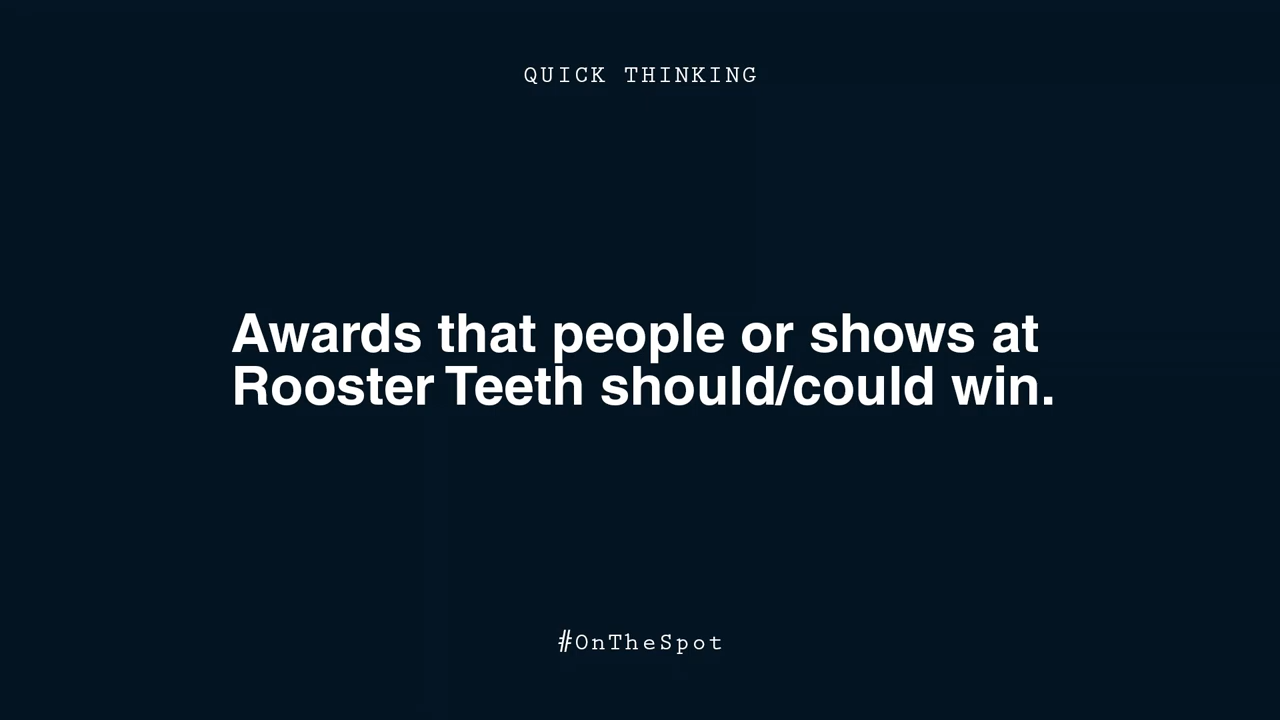 QUICK THINKING
Awards that people or shows at
Rooster Teeth should/could win.
#OnTheSpot